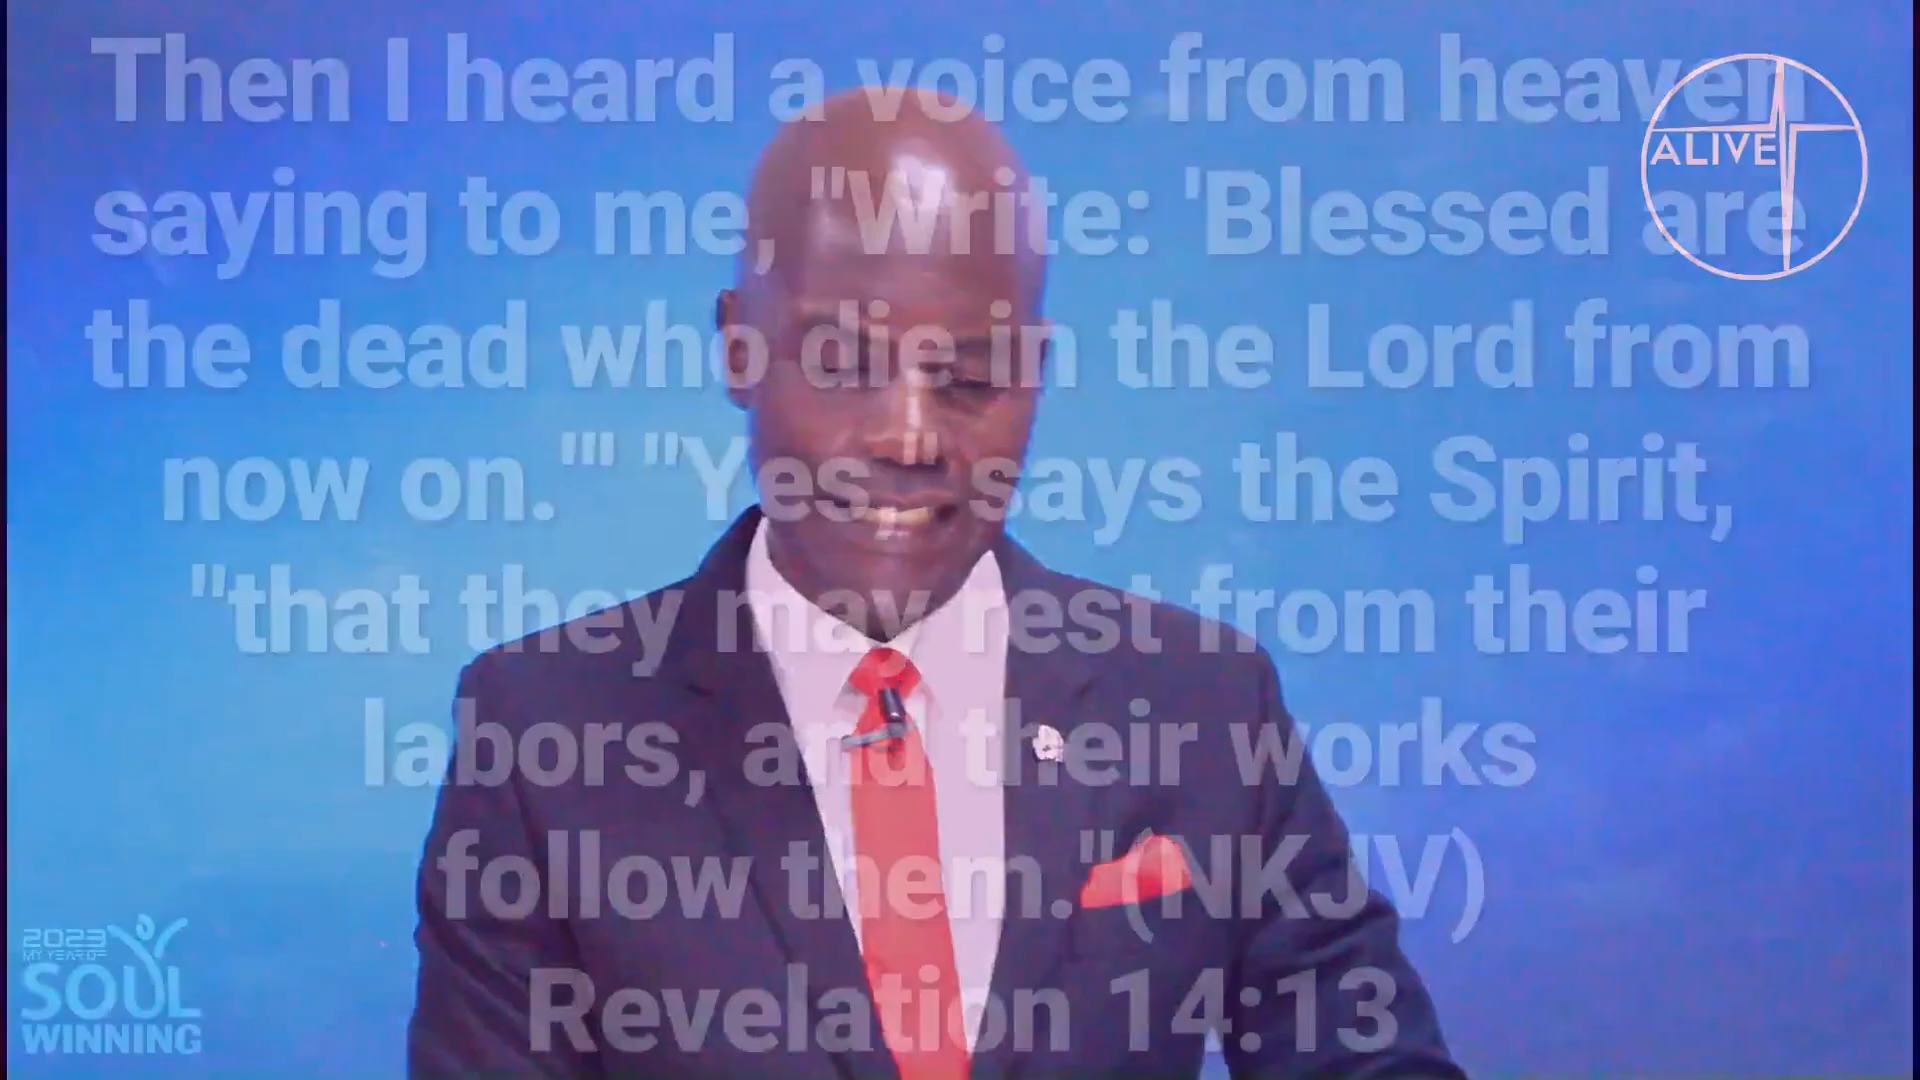 Then I heard a voice from heaven
saying to me, "Write: 'Blessed are
the dead who die in the Lord from
now on.'" "Yes," says the Spirit,
"that they may rest from their
labors, and their works
follow them."(NKJV)
Revelation 14:13
ALIVE
2023
MY YEAR OF
SOUL
WINNING